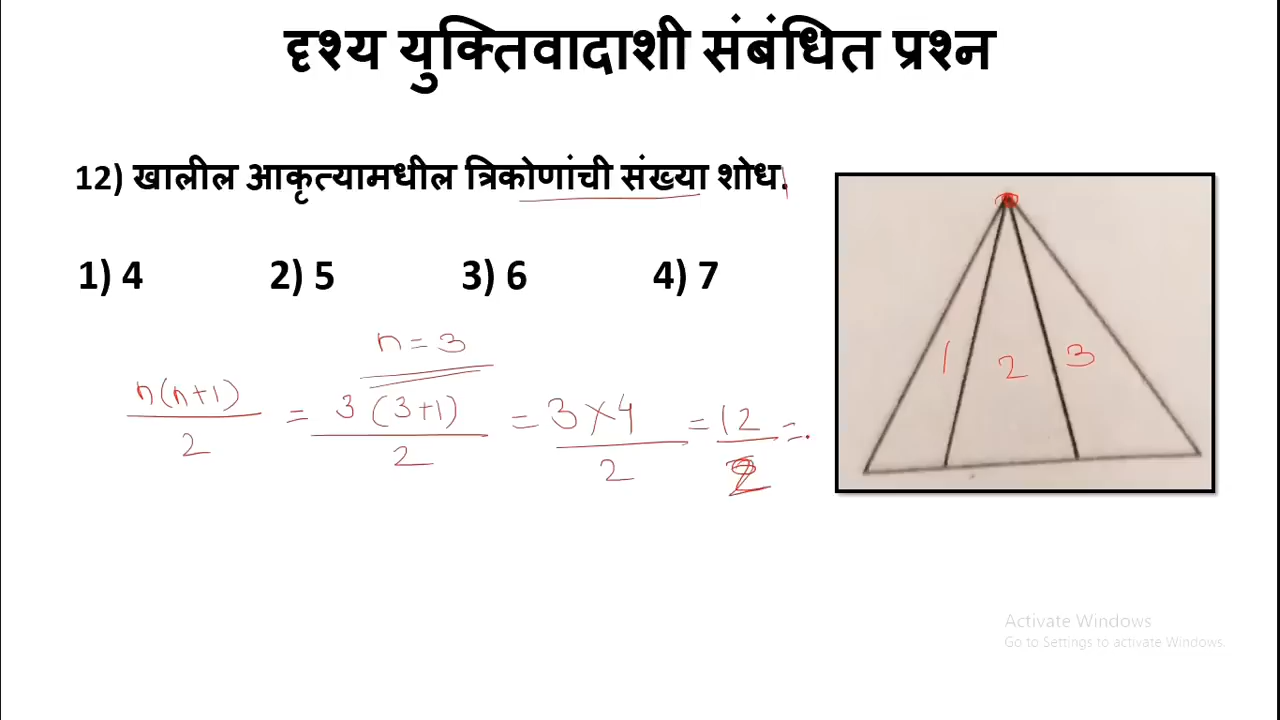 दृश्य युक्तिवादाशी संबंधित प्रश्न
12) खालील आकृत्यामधील त्रिकोणांची संख्या शोध.
1) 4 2) 5 3) 6 4) 7
n = 3
n(n+1)/2 = 3(3+1)/2 = 3×4/2 = 12/2 =
1 2 3
Activate Windows
Go to Settings to activate Windows.